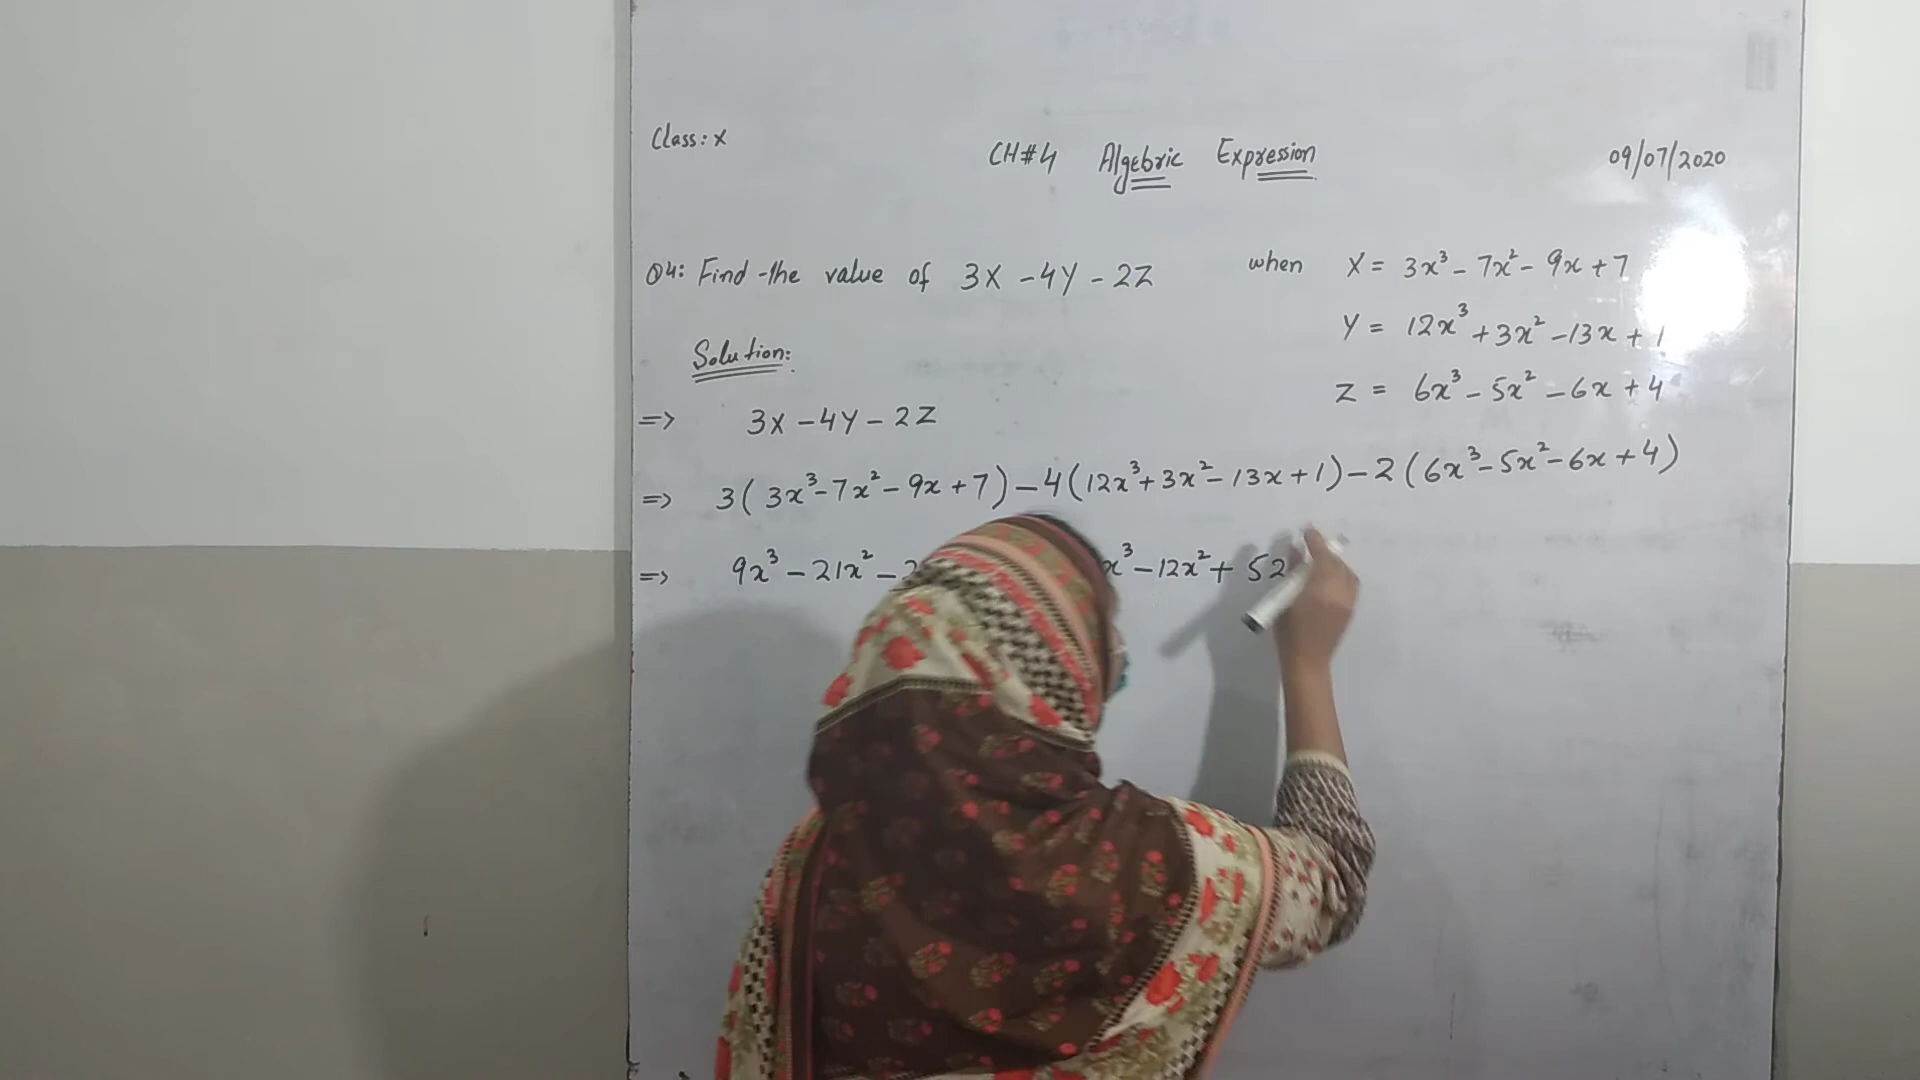 Class: X
CH#4 Algebric Expression
09/07/2020
Q4: Find the value of 3X - 4Y - 2Z when X = 3x³ - 7x² - 9x + 7
Y = 12x³ + 3x² - 13x + 1
Solution:
Z = 6x³ - 5x² - 6x + 4
=> 3X - 4Y - 2Z
=> 3(3x³ - 7x² - 9x + 7) - 4(12x³ + 3x² - 13x + 1) - 2(6x³ - 5x² - 6x + 4)
=> 9x³ - 21x² - x³ - 12x² + 52